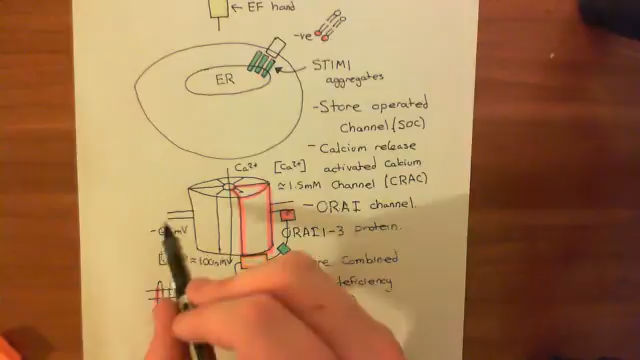 ← EF hand
-ve
ER
STIM1
aggregates
- Store operated
Channel (SOC)
- Calcium release
activated calcium
Channel (CRAC)
Ca²⁺
[Ca²⁺]
≈ 1.5mM
- ORAI channel.
ORAI1-3 protein.
mV
≈ 100nM
Combined
deficiency